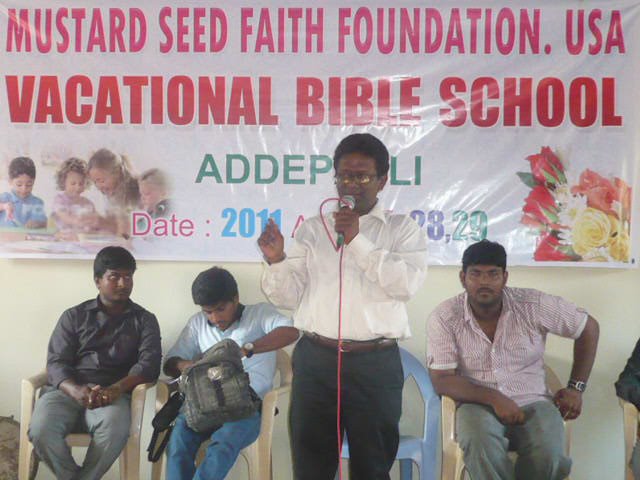 MUSTARD SEED FAITH FOUNDATION. USA
VACATIONAL BIBLE SCHOOL
Date : 2011 28,29